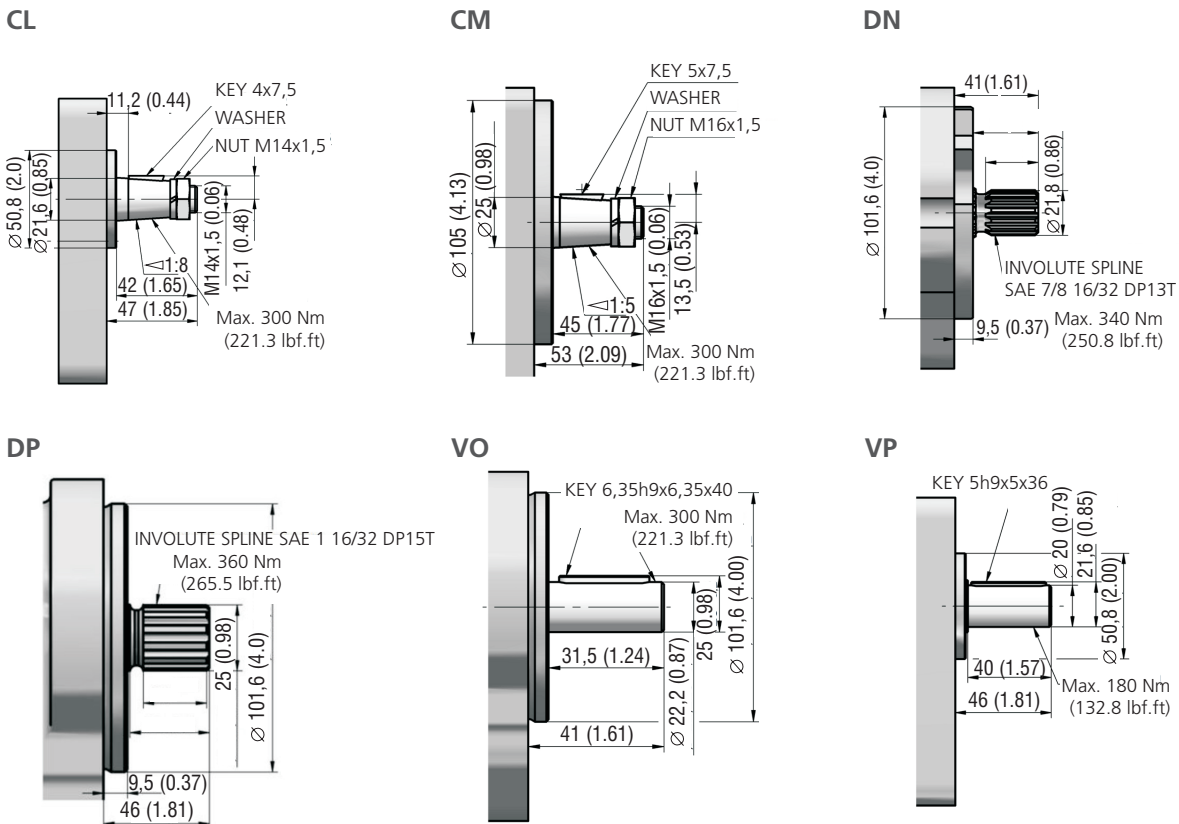 CL
11,2 (0.44)
KEY 4x7,5
WASHER
NUT M14x1,5
Ø50,8 (2.0)
Ø21,6 (0.85)
M14x1,5 (0.06)
12,1 (0.48)
1:8
42 (1.65)
47 (1.85)
Max. 300 Nm
(221.3 lbf.ft)
CM
KEY 5x7,5
WASHER
NUT M16x1,5
Ø 105 (4.13)
Ø25 (0.98)
M16x1,5 (0.06)
13,5 (0.53)
1:5
45 (1.77)
53 (2.09)
Max. 300 Nm
(221.3 lbf.ft)
DN
41(1.61)
Ø 101,6 (4.0)
Ø21,8 (0.86)
INVOLUTE SPLINE
SAE 7/8 16/32 DP13T
9,5 (0.37)
Max. 340 Nm
(250.8 lbf.ft)
DP
INVOLUTE SPLINE SAE 1 16/32 DP15T
Max. 360 Nm
(265.5 lbf.ft)
25 (0.98)
Ø 101,6 (4.0)
9,5 (0.37)
46 (1.81)
VO
KEY 6,35h9x6,35x40
Max. 300 Nm
(221.3 lbf.ft)
31,5 (1.24)
41 (1.61)
Ø 22,2 (0.87)
25 (0.98)
Ø 101,6 (4.00)
VP
KEY 5h9x5x36
Ø 20 (0.79)
21,6 (0.85)
Ø 50,8 (2.00)
40 (1.57)
46 (1.81)
Max. 180 Nm
(132.8 lbf.ft)